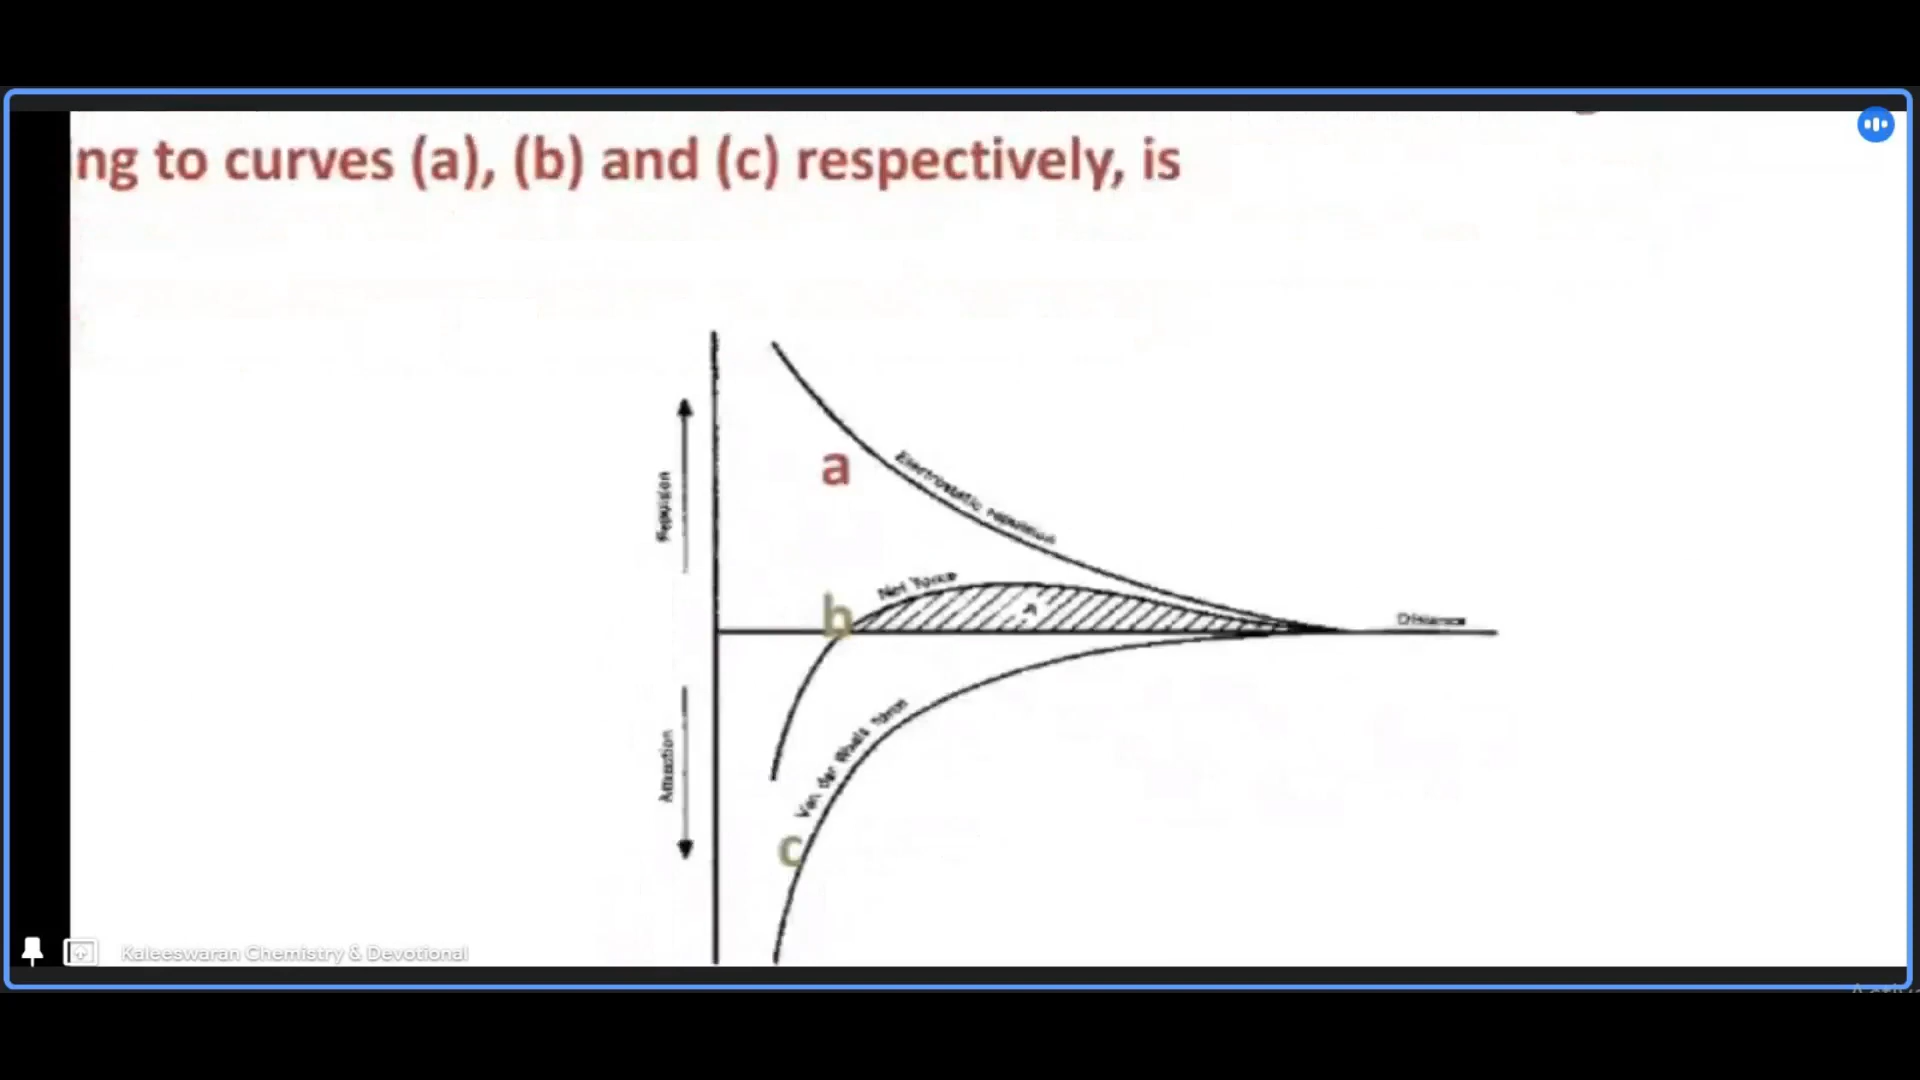 ing to curves (a), (b) and (c) respectively, is
Repulsion
a
Electrostatic repulsion
b
Net force
A
Distance
Attraction
Van der Waals force
c
Kaleeswaran Chemistry & Devotional